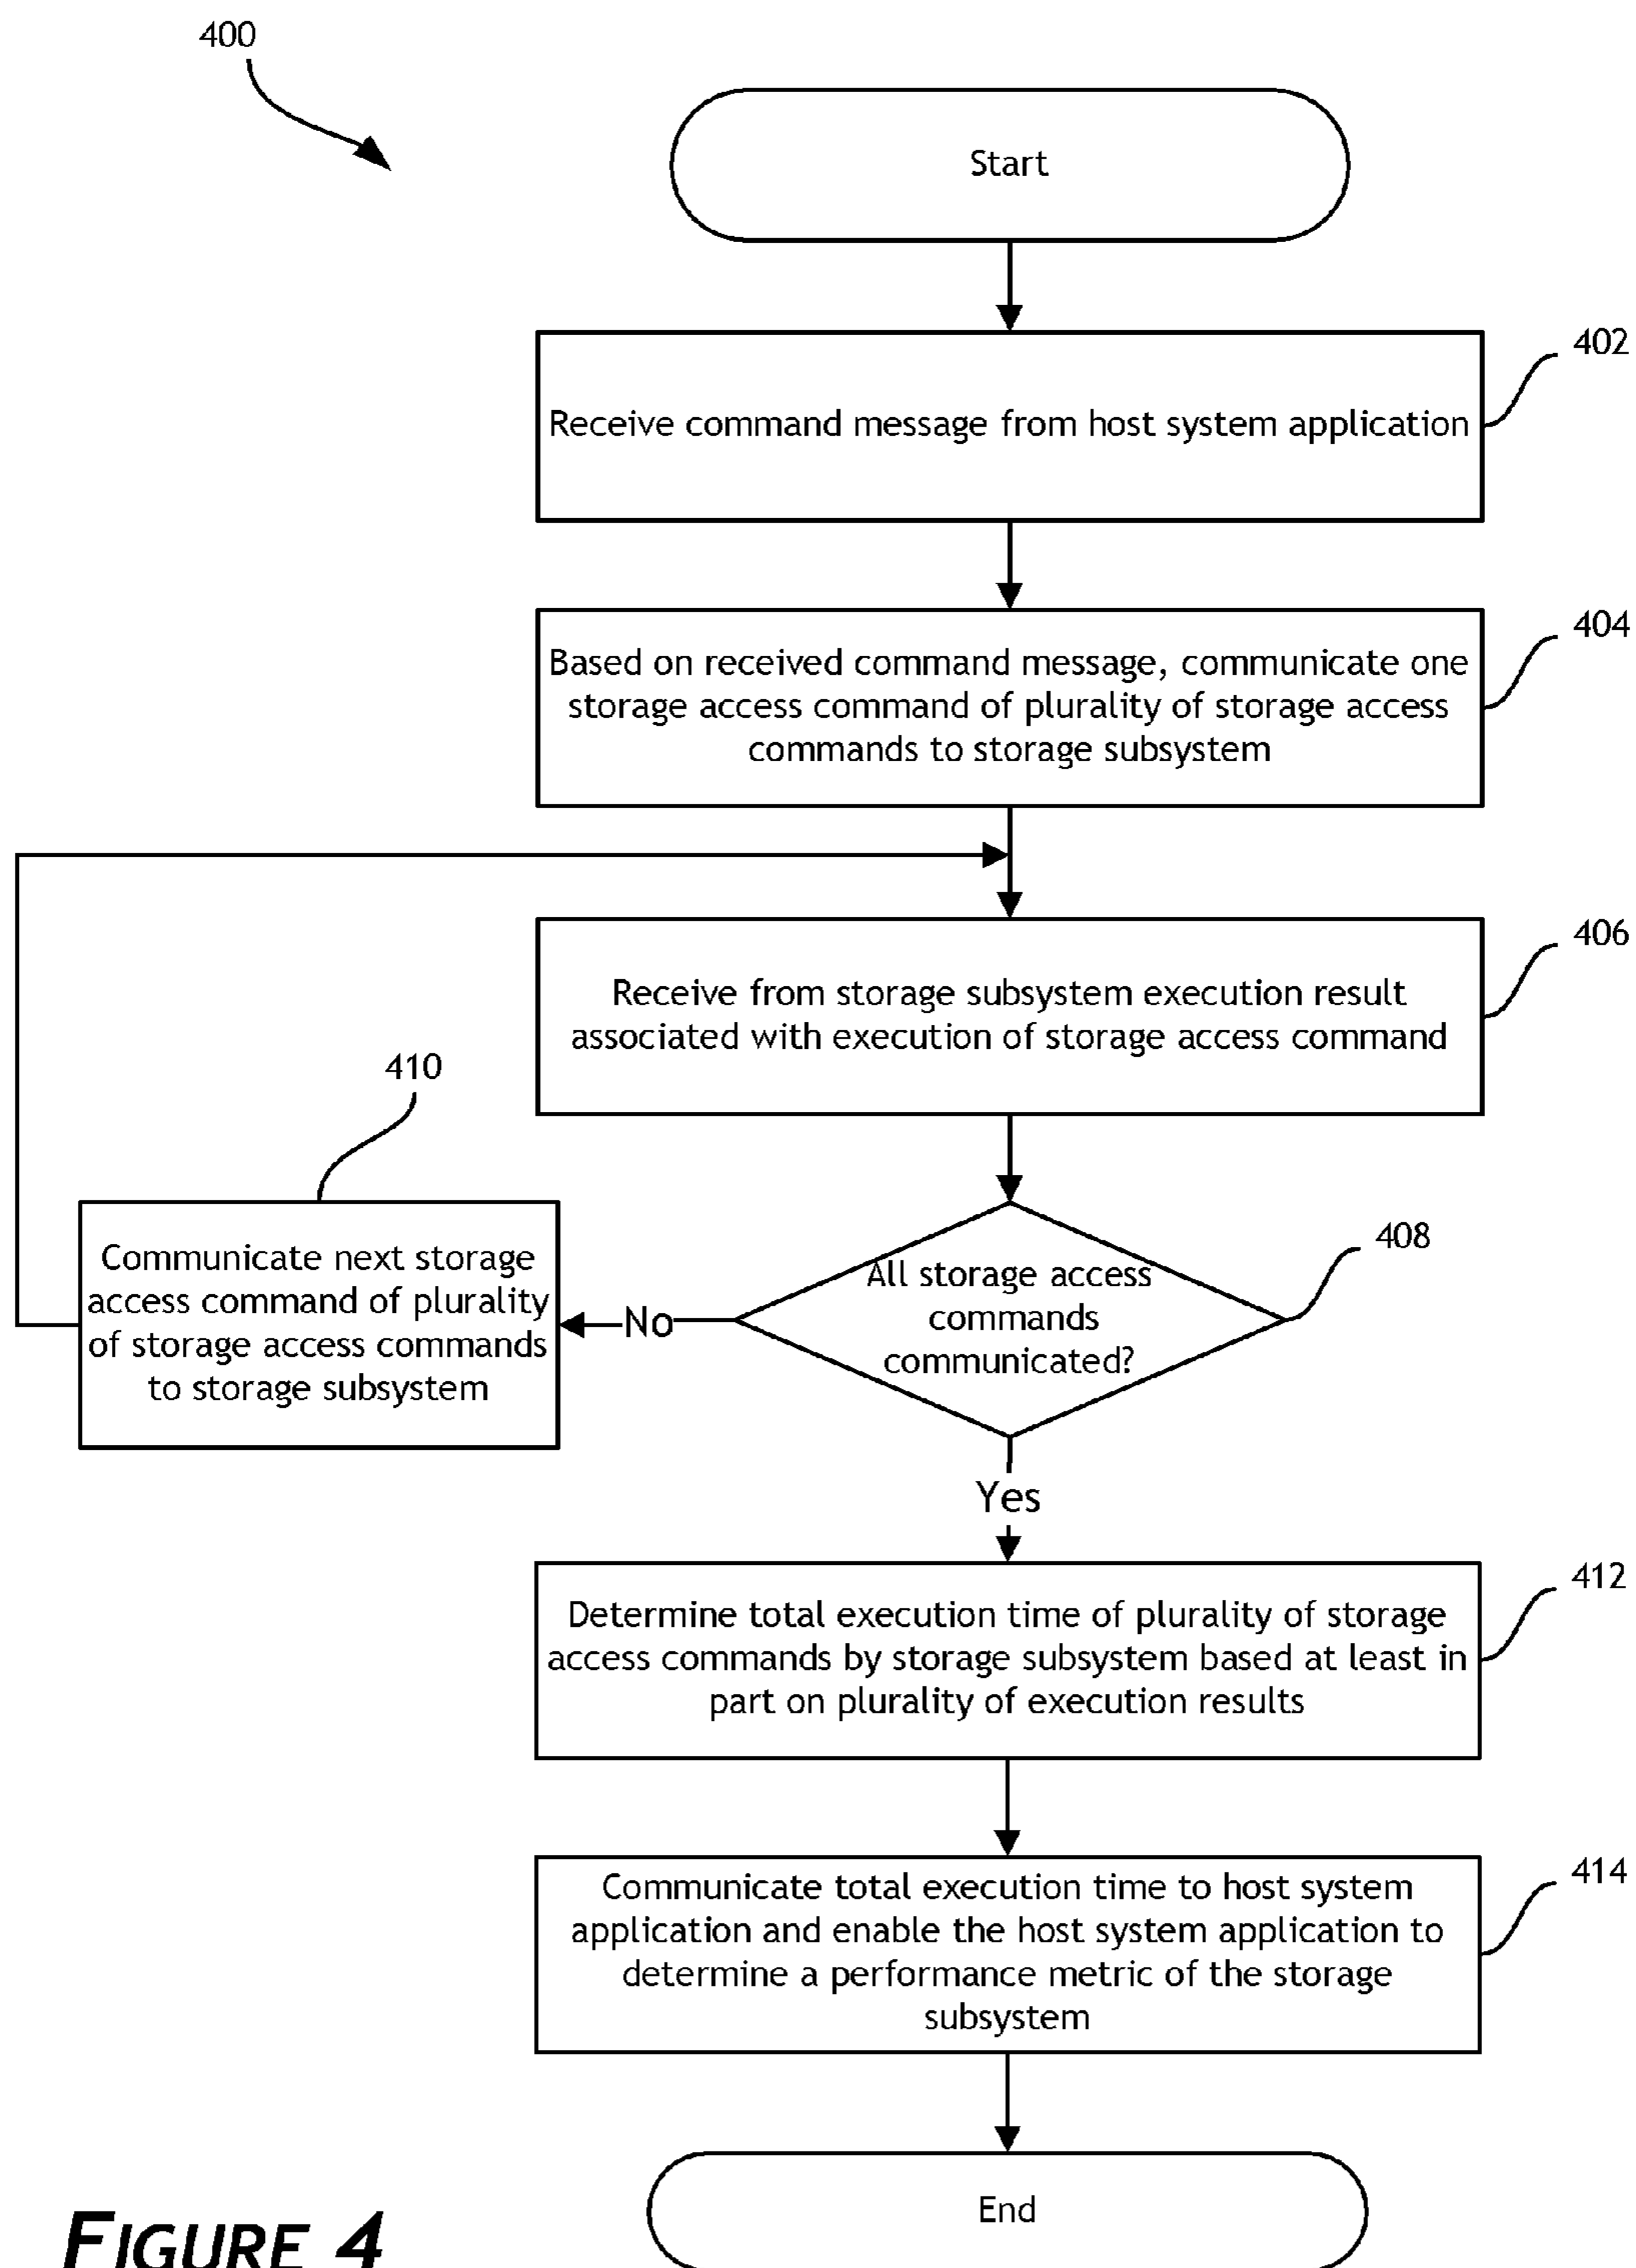 400
Start
402
Receive command message from host system application
404
Based on received command message, communicate one
storage access command of plurality of storage access
commands to storage subsystem
406
Receive from storage subsystem execution result
associated with execution of storage access command
410
Communicate next storage
access command of plurality
of storage access commands
to storage subsystem
No
408
All storage access
commands
communicated?
Yes
412
Determine total execution time of plurality of storage
access commands by storage subsystem based at least in
part on plurality of execution results
414
Communicate total execution time to host system
application and enable the host system application to
determine a performance metric of the storage
subsystem
End
FIGURE 4